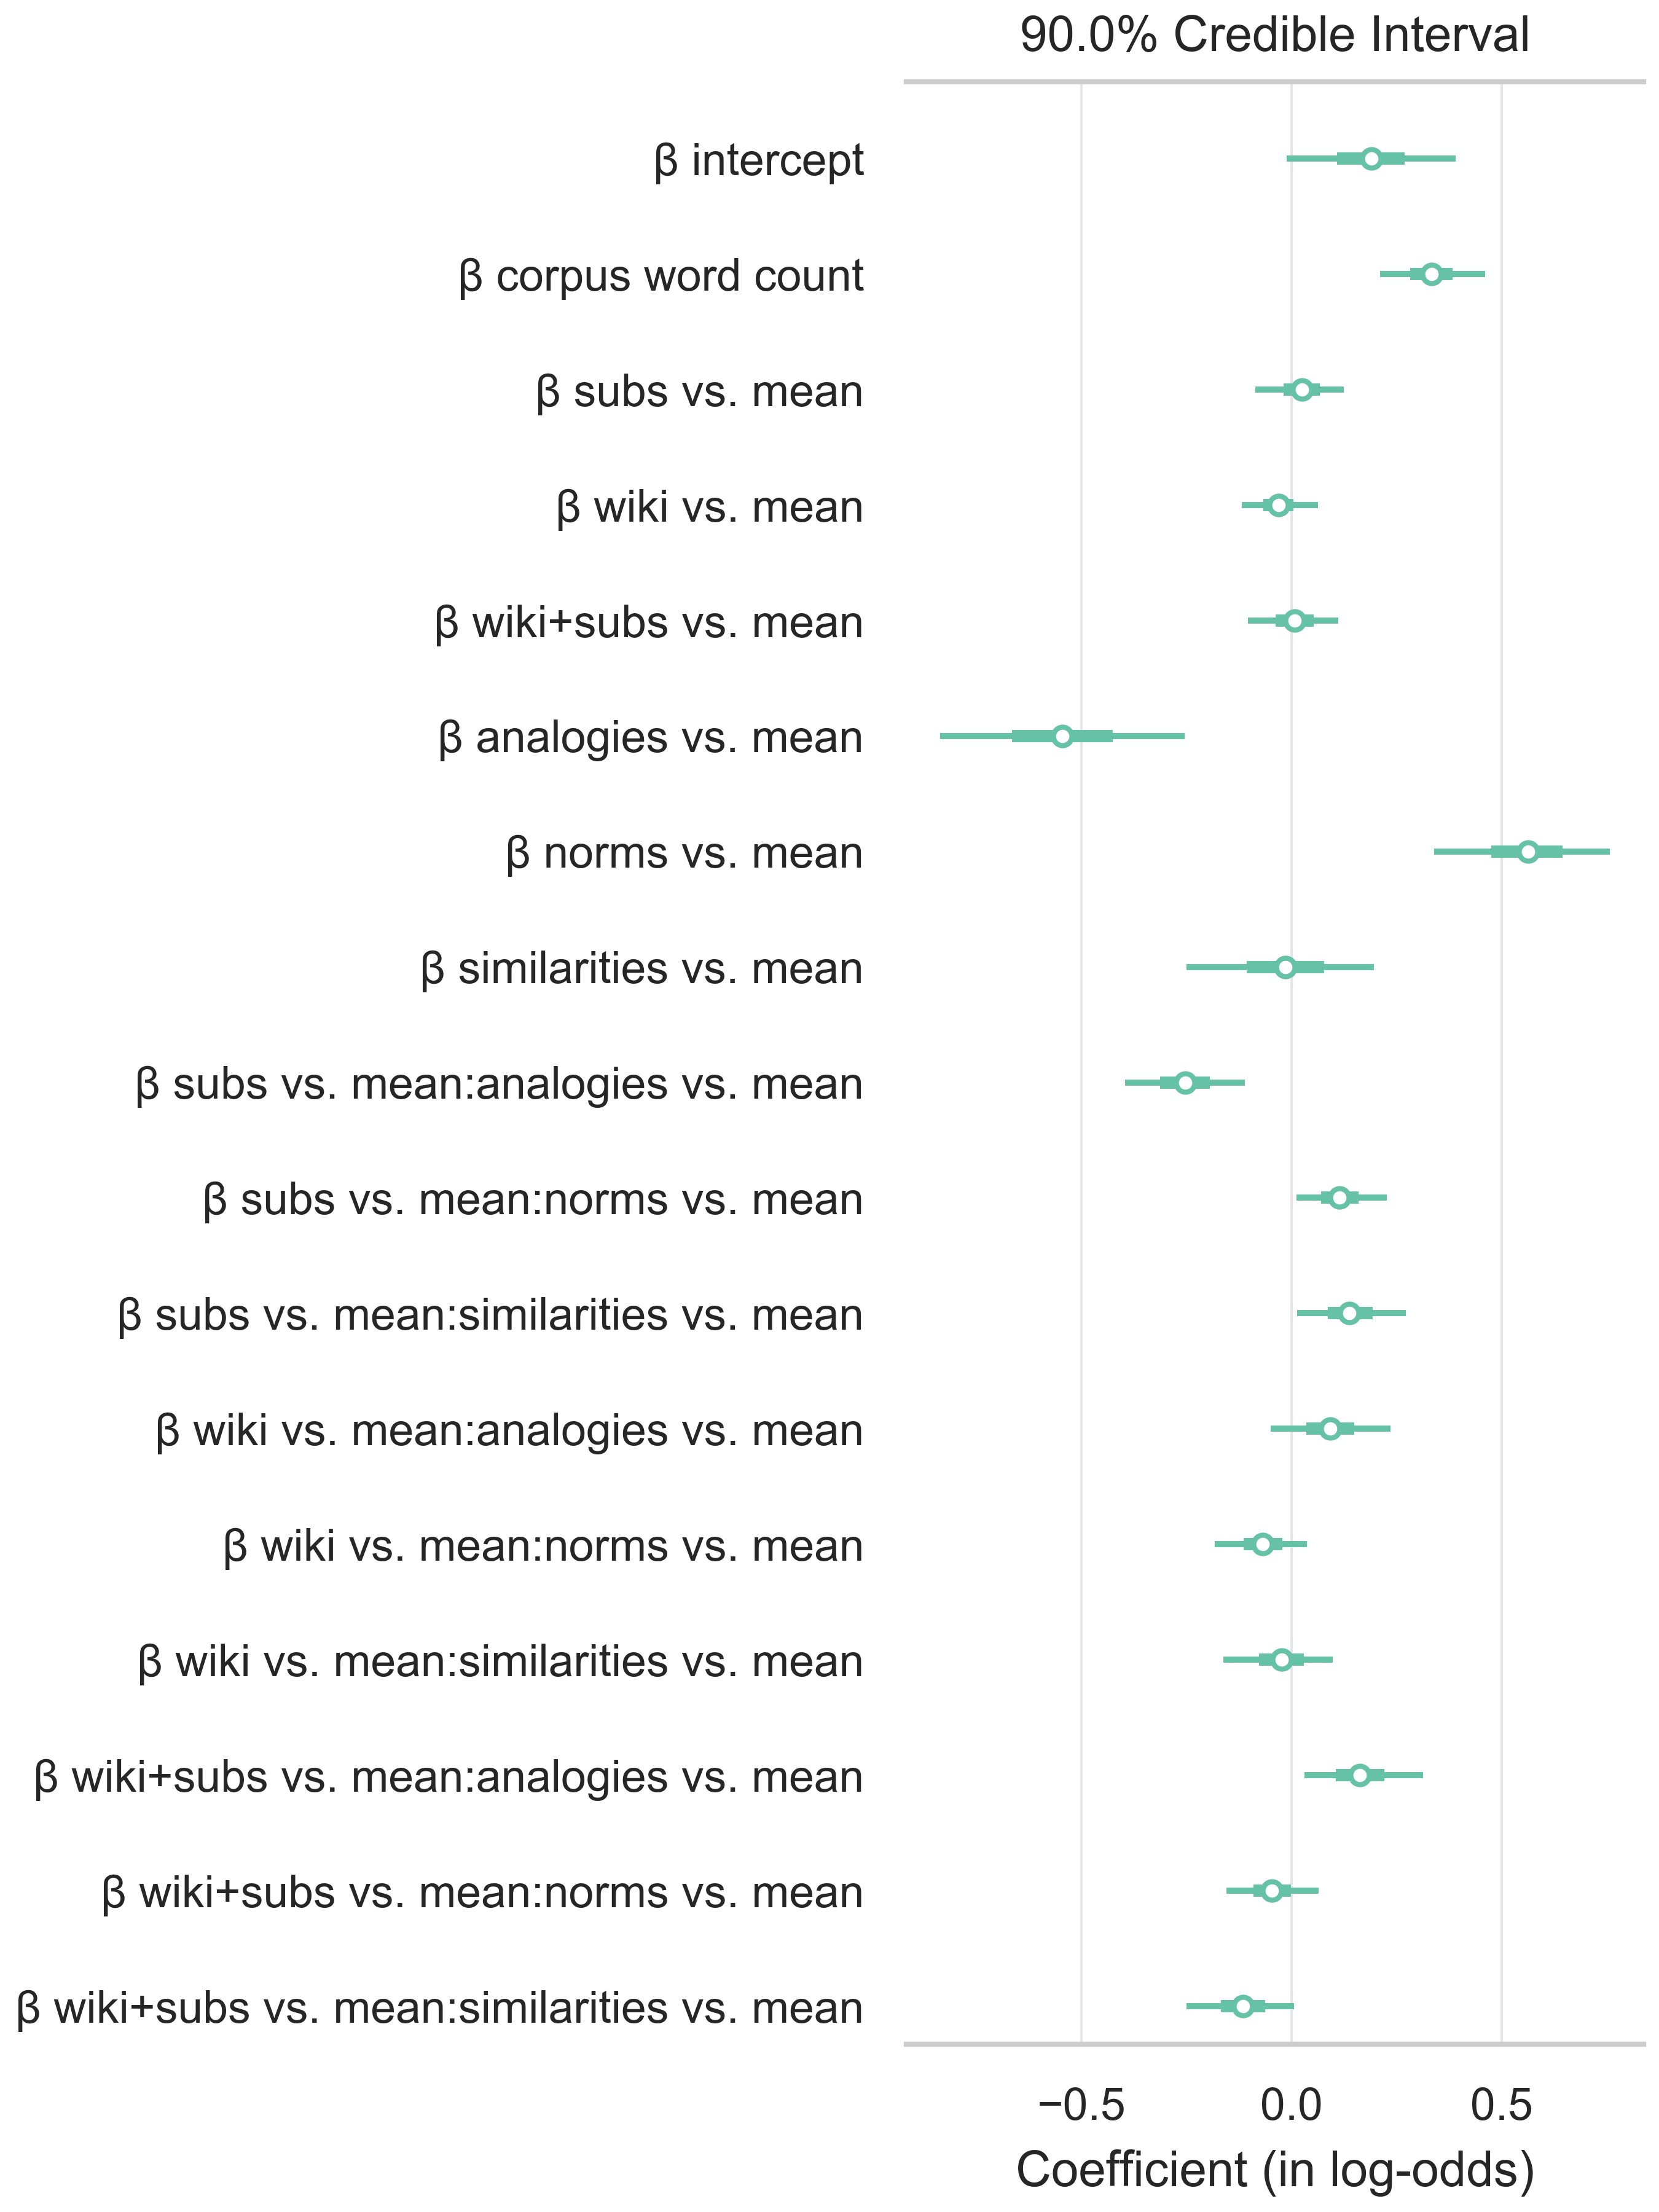 90.0% Credible Interval
β intercept
β corpus word count
β subs vs. mean
β wiki vs. mean
β wiki+subs vs. mean
β analogies vs. mean
β norms vs. mean
β similarities vs. mean
β subs vs. mean:analogies vs. mean
β subs vs. mean:norms vs. mean
β subs vs. mean:similarities vs. mean
β wiki vs. mean:analogies vs. mean
β wiki vs. mean:norms vs. mean
β wiki vs. mean:similarities vs. mean
β wiki+subs vs. mean:analogies vs. mean
β wiki+subs vs. mean:norms vs. mean
β wiki+subs vs. mean:similarities vs. mean
−0.5 0.0 0.5
Coefficient (in log-odds)